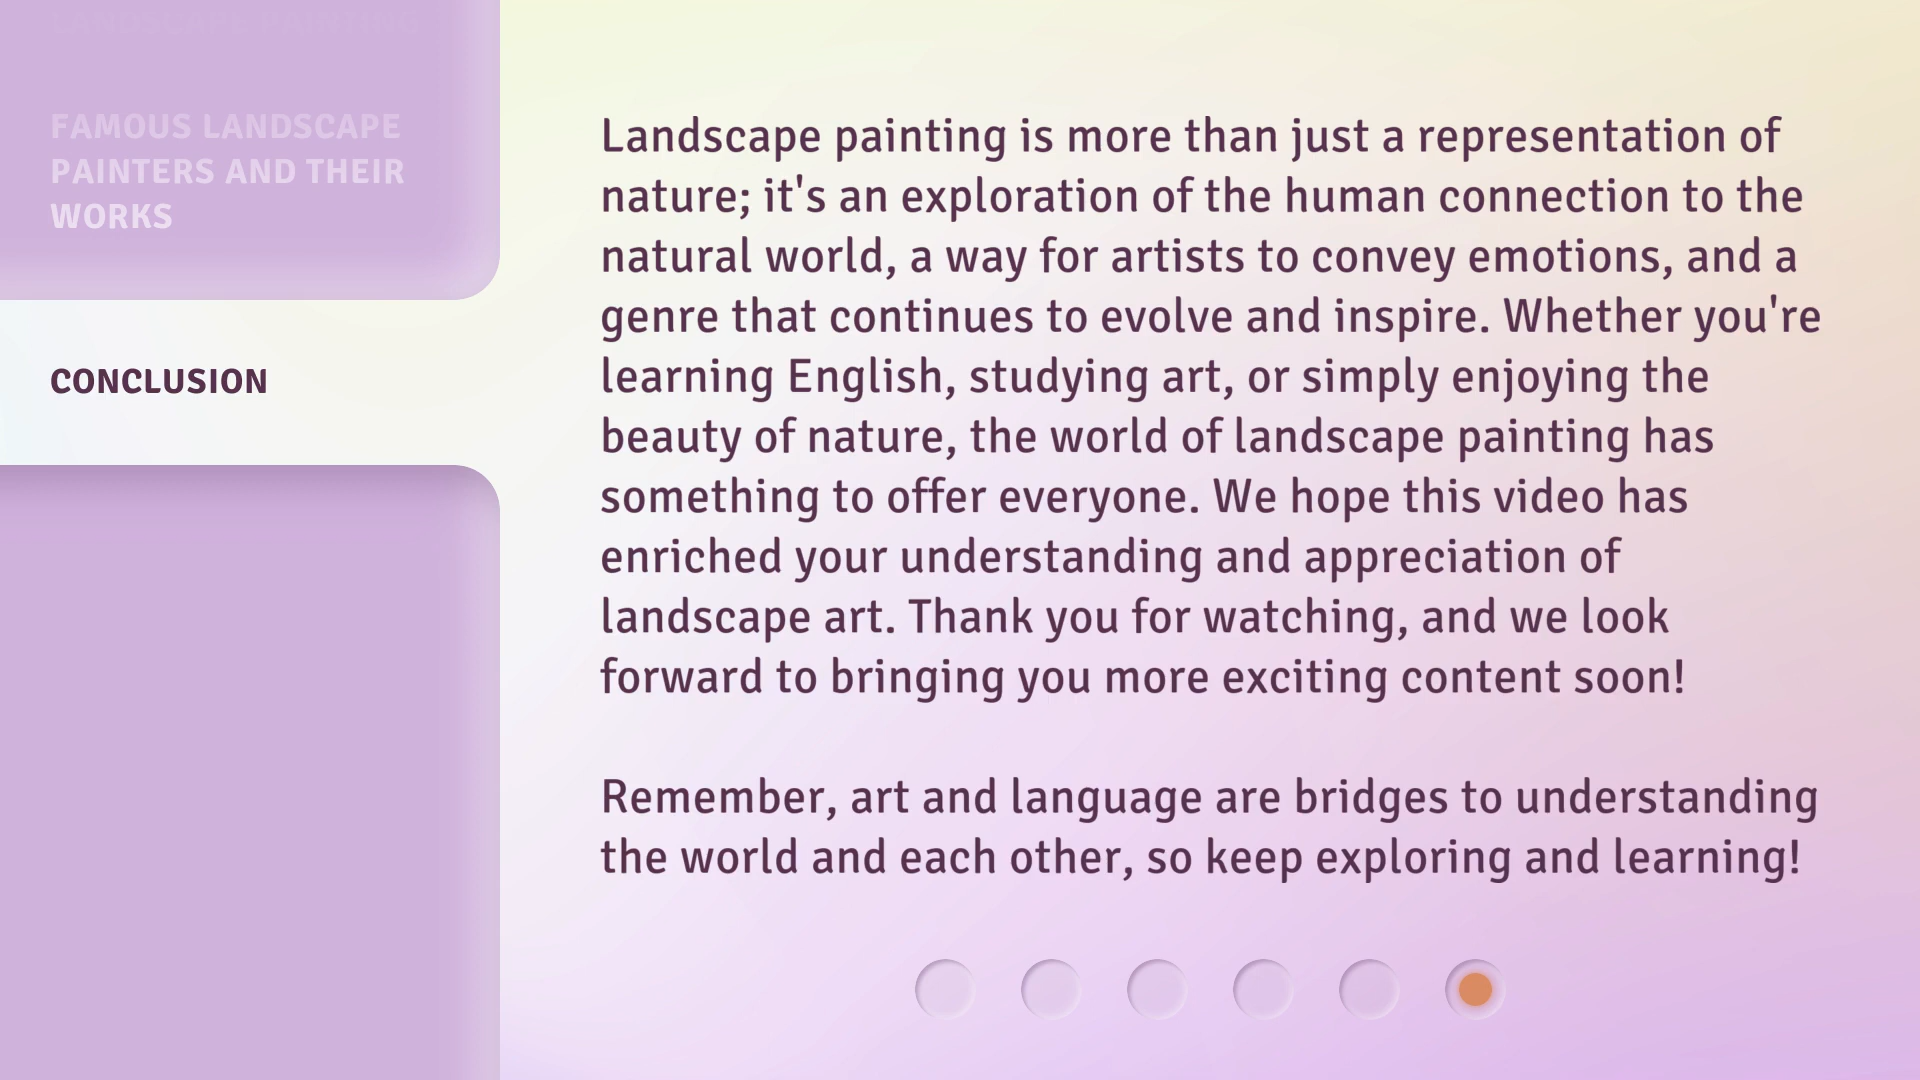 LANDSCAPE PAINTING
FAMOUS LANDSCAPE
PAINTERS AND THEIR
WORKS
CONCLUSION
Landscape painting is more than just a representation of
nature; it's an exploration of the human connection to the
natural world, a way for artists to convey emotions, and a
genre that continues to evolve and inspire. Whether you're
learning English, studying art, or simply enjoying the
beauty of nature, the world of landscape painting has
something to offer everyone. We hope this video has
enriched your understanding and appreciation of
landscape art. Thank you for watching, and we look
forward to bringing you more exciting content soon!
Remember, art and language are bridges to understanding
the world and each other, so keep exploring and learning!